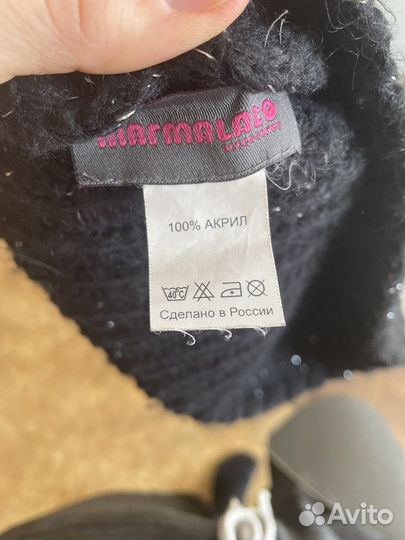 marmalato
100% АКРИЛ
40°C
Сделано в России
Avito